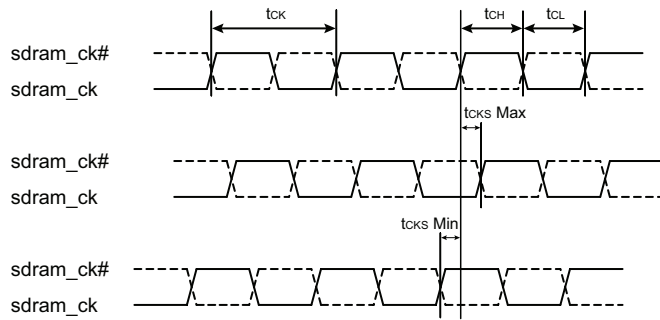 tCK tCH tCL
sdram_ck#
sdram_ck
tCKS Max
sdram_ck#
sdram_ck
tCKS Min
sdram_ck#
sdram_ck